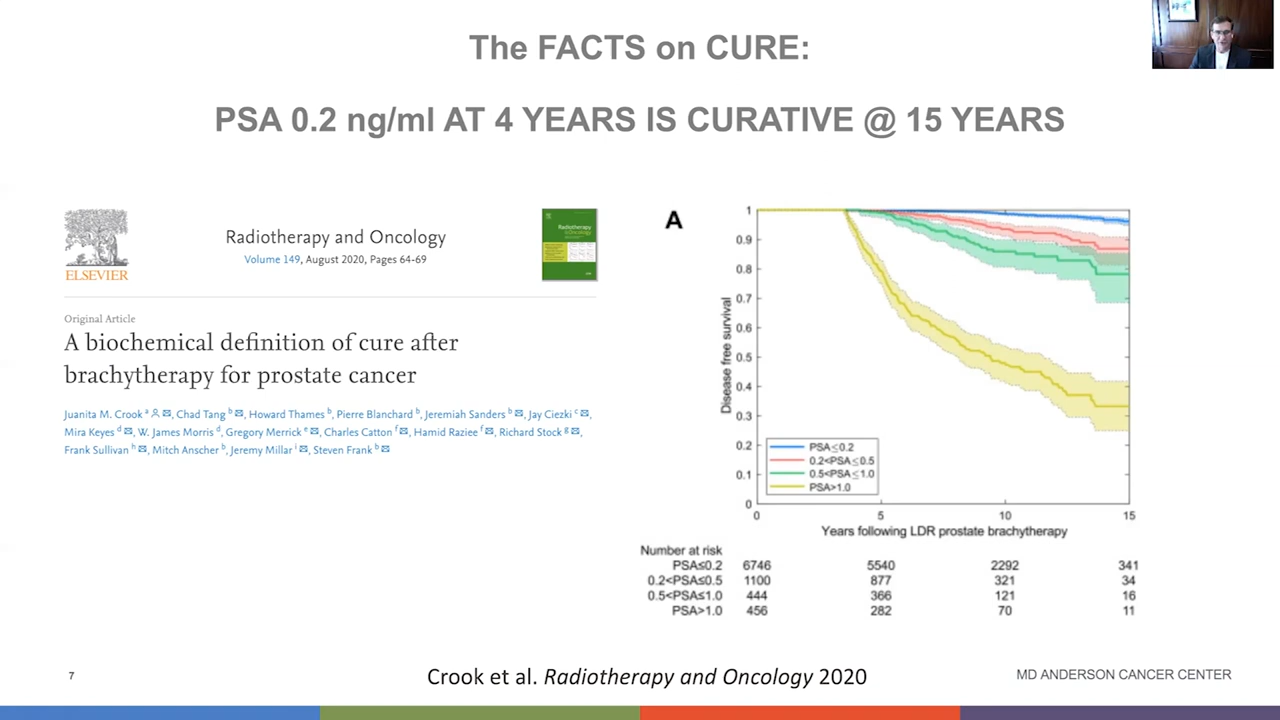 The FACTS on CURE:
PSA 0.2 ng/ml AT 4 YEARS IS CURATIVE @ 15 YEARS
ELSEVIER
Radiotherapy and Oncology
Volume 149, August 2020, Pages 64-69
Original Article
A biochemical definition of cure after
brachytherapy for prostate cancer
Juanita M. Crook a, Chad Tang b, Howard Thames b, Pierre Blanchard b, Jeremiah Sanders b, Jay Ciezki c,
Mira Keyes d, W. James Morris d, Gregory Merrick e, Charles Catton f, Hamid Raziee f, Richard Stock g,
Frank Sullivan h, Mitch Anscher b, Jeremy Millar i, Steven Frank b
A
Disease free survival
1
0.9
0.8
0.7
0.6
0.5
0.4
0.3
0.2
0.1
0
PSA≤0.2
0.2<PSA≤0.5
0.5<PSA≤1.0
PSA>1.0
0 5 10 15
Years following LDR prostate brachytherapy
Number at risk
PSA≤0.2 6746 5540 2292 341
0.2<PSA≤0.5 1100 877 321 34
0.5<PSA≤1.0 444 366 121 16
PSA>1.0 456 282 70 11
7
Crook et al. Radiotherapy and Oncology 2020
MD ANDERSON CANCER CENTER